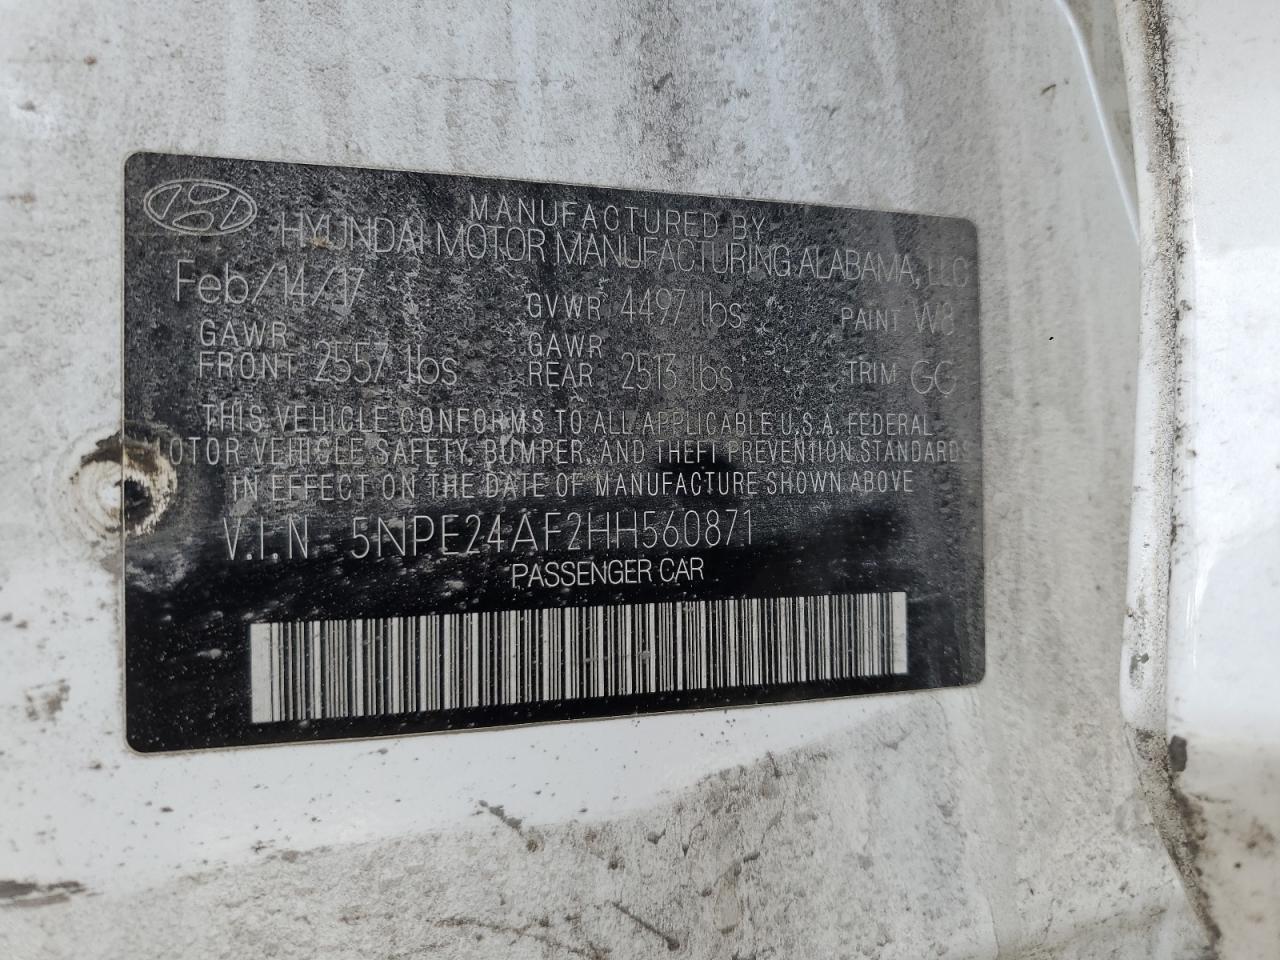 MANUFACTURED BY
HYUNDAI MOTOR MANUFACTURING ALABAMA, LLC
Feb/14/17 GVWR 4497 lbs PAINT W8
GAWR FRONT 2557 lbs GAWR REAR 2513 lbs TRIM GC
THIS VEHICLE CONFORMS TO ALL APPLICABLE U.S.A. FEDERAL
MOTOR VEHICLE SAFETY, BUMPER, AND THEFT PREVENTION STANDARDS
IN EFFECT ON THE DATE OF MANUFACTURE SHOWN ABOVE
V.I.N 5NPE24AF2HH560871
PASSENGER CAR